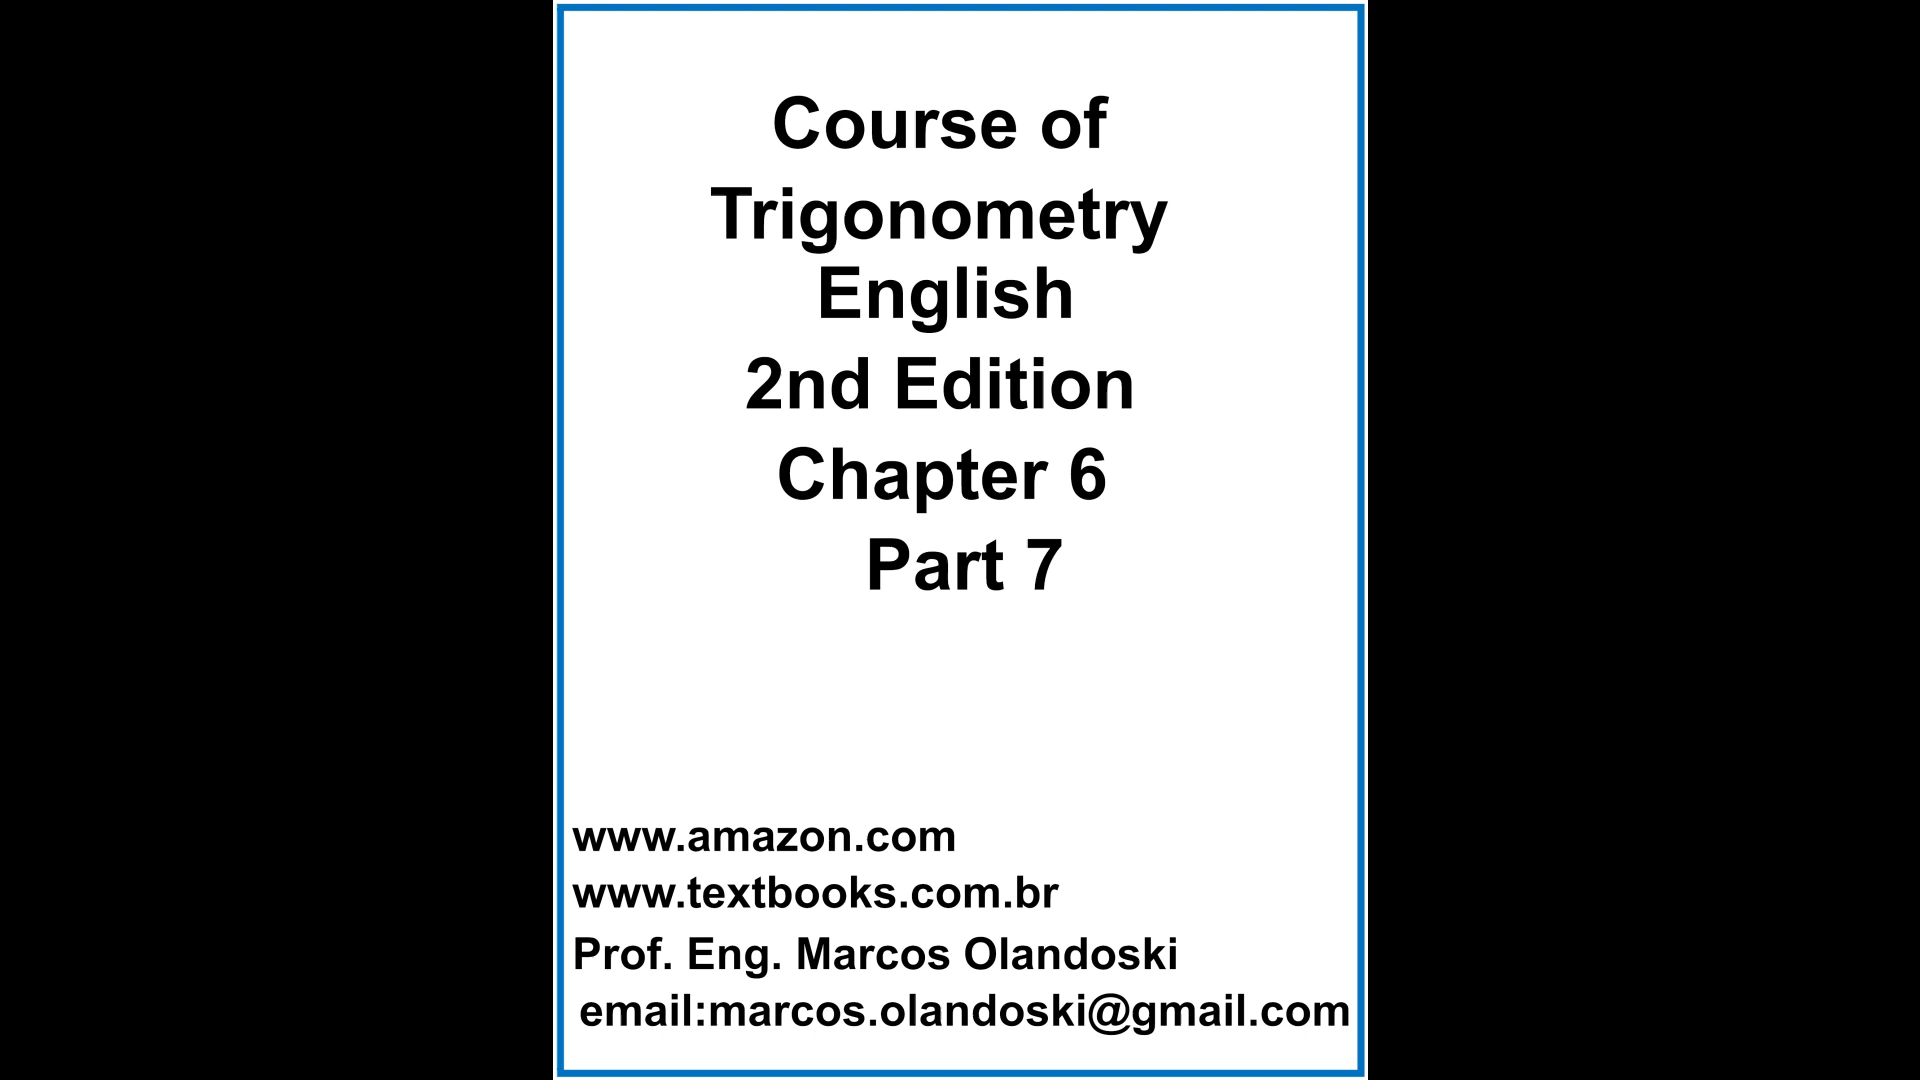 Course of
Trigonometry
English
2nd Edition
Chapter 6
Part 7
www.amazon.com
www.textbooks.com.br
Prof. Eng. Marcos Olandoski
email:marcos.olandoski@gmail.com